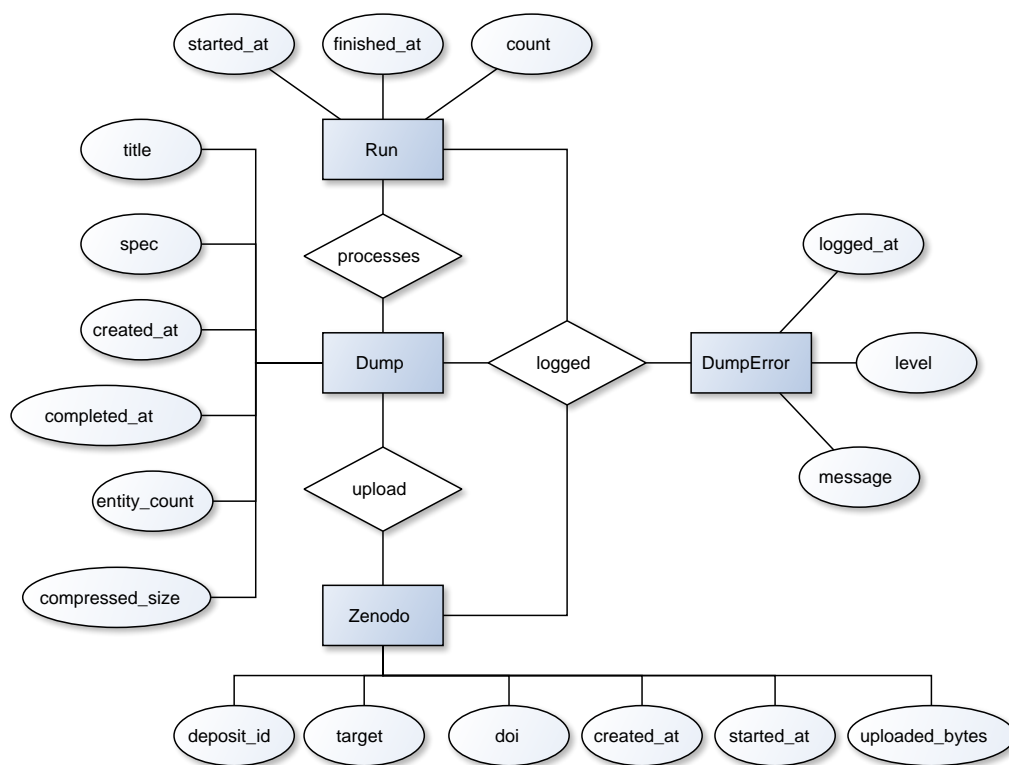 started_at
finished_at
count
Run
title
spec
processes
logged_at
created_at
Dump
logged
DumpError
level
completed_at
message
entity_count
upload
compressed_size
Zenodo
deposit_id
target
doi
created_at
started_at
uploaded_bytes